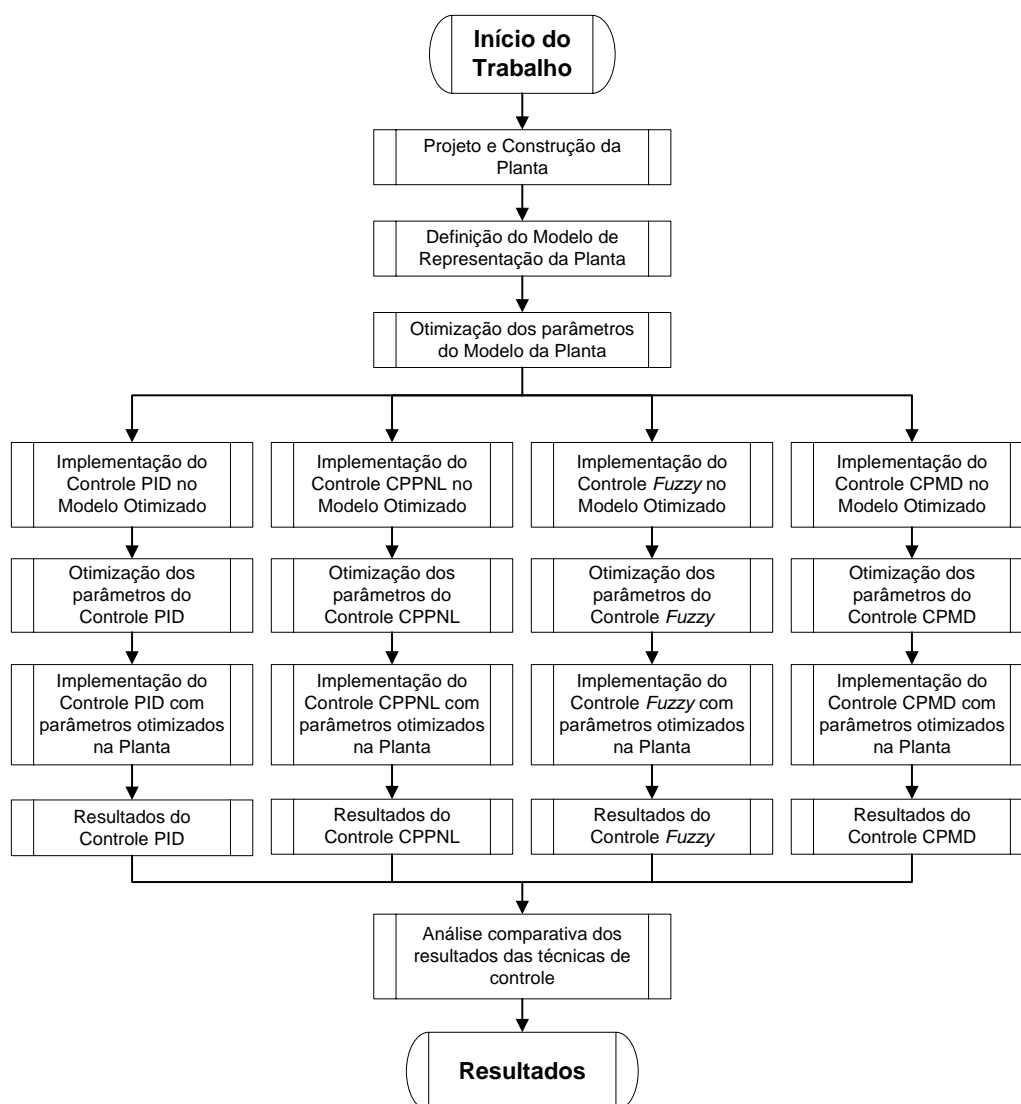 Início do
Trabalho
Projeto e Construção da
Planta
Definição do Modelo de
Representação da Planta
Otimização dos parâmetros
do Modelo da Planta
Implementação do
Controle PID no
Modelo Otimizado
Implementação do
Controle CPPNL no
Modelo Otimizado
Implementação do
Controle Fuzzy no
Modelo Otimizado
Implementação do
Controle CPMD no
Modelo Otimizado
Otimização dos
parâmetros do
Controle PID
Otimização dos
parâmetros do
Controle CPPNL
Otimização dos
parâmetros do
Controle Fuzzy
Otimização dos
parâmetros do
Controle CPMD
Implementação do
Controle PID com
parâmetros otimizados
na Planta
Implementação do
Controle CPPNL com
parâmetros otimizados
na Planta
Implementação do
Controle Fuzzy com
parâmetros otimizados
na Planta
Implementação do
Controle CPMD com
parâmetros otimizados
na Planta
Resultados do
Controle PID
Resultados do
Controle CPPNL
Resultados do
Controle Fuzzy
Resultados do
Controle CPMD
Análise comparativa dos
resultados das técnicas de
controle
Resultados